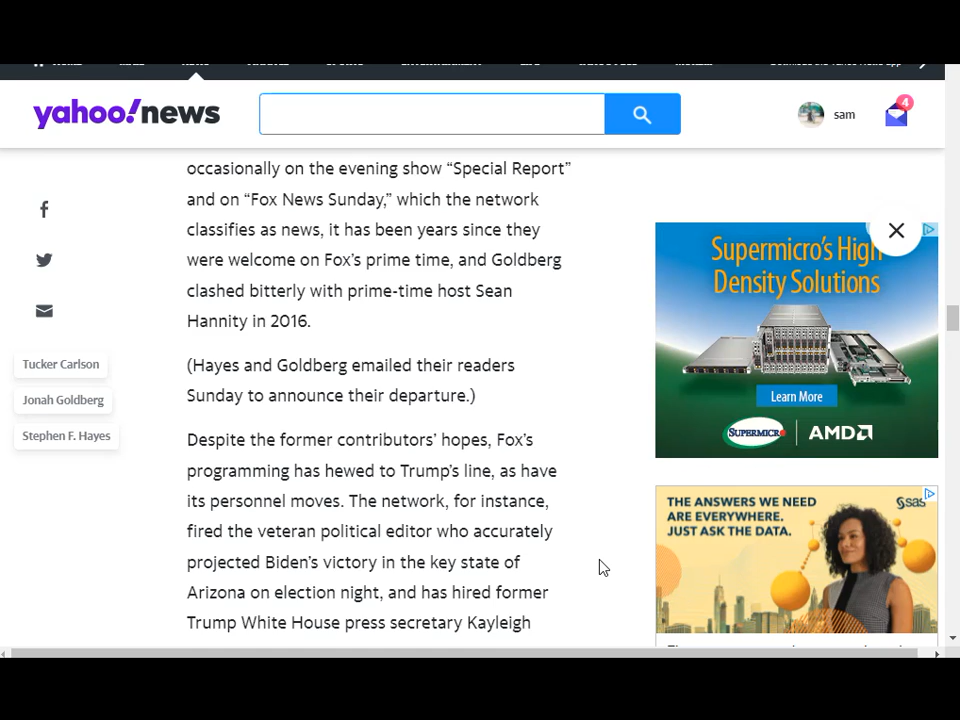 yahoo!news
sam
4
occasionally on the evening show “Special Report”
and on “Fox News Sunday,” which the network
classifies as news, it has been years since they
were welcome on Fox’s prime time, and Goldberg
clashed bitterly with prime-time host Sean
Hannity in 2016.
(Hayes and Goldberg emailed their readers
Sunday to announce their departure.)
Despite the former contributors’ hopes, Fox’s
programming has hewed to Trump’s line, as have
its personnel moves. The network, for instance,
fired the veteran political editor who accurately
projected Biden’s victory in the key state of
Arizona on election night, and has hired former
Trump White House press secretary Kayleigh
Tucker Carlson
Jonah Goldberg
Stephen F. Hayes
Supermicro’s High
Density Solutions
Learn More
SUPERMICRO
AMD
THE ANSWERS WE NEED
ARE EVERYWHERE.
JUST ASK THE DATA.
sas